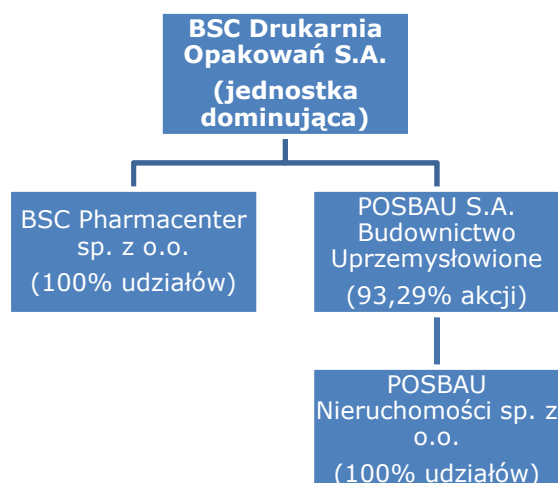 BSC Drukarnia
Opakowań S.A.
(jednostka
dominująca)
BSC Pharmacenter
sp. z o.o.
(100% udziałów)
POSBAU S.A.
Budownictwo
Uprzemysłowione
(93,29% akcji)
POSBAU
Nieruchomości sp. z
o.o.
(100% udziałów)